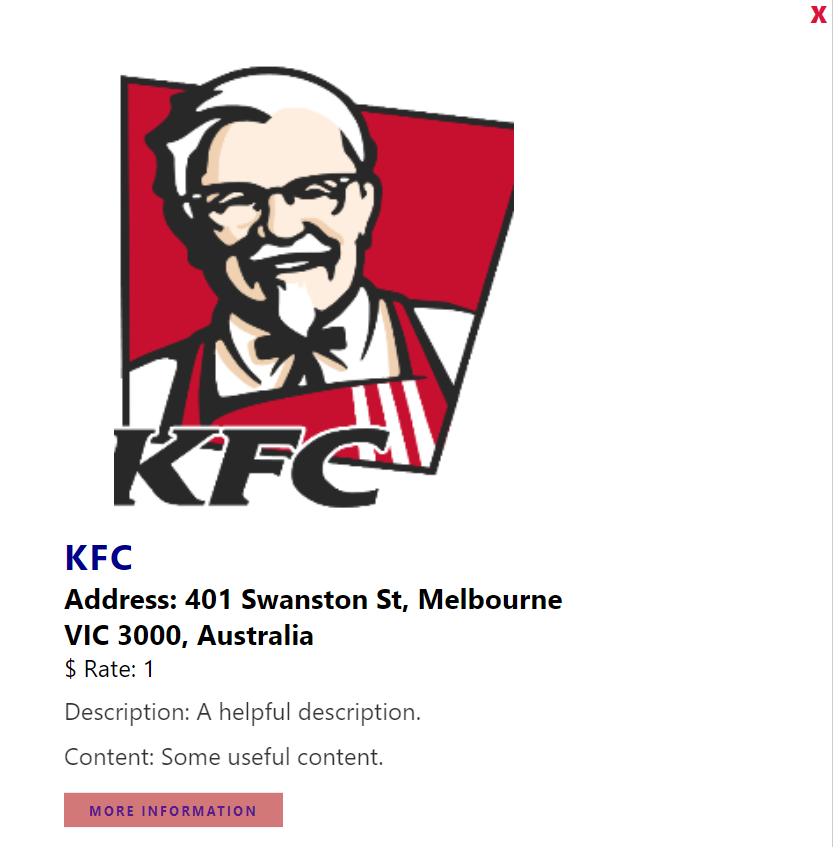 X
KFC
KFC
Address: 401 Swanston St, Melbourne
VIC 3000, Australia
$ Rate: 1
Description: A helpful description.
Content: Some useful content.
MORE INFORMATION